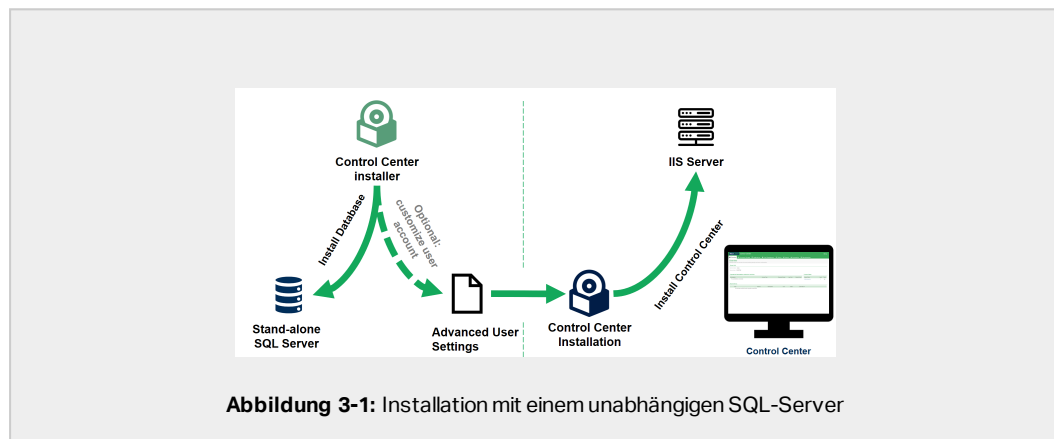 Control Center
installer
IIS Server
Install Database
Optional:
customize user
account
Install Control Center
Stand-alone
SQL Server
Advanced User
Settings
Control Center
Installation
Control Center
Abbildung 3-1: Installation mit einem unabhängigen SQL-Server